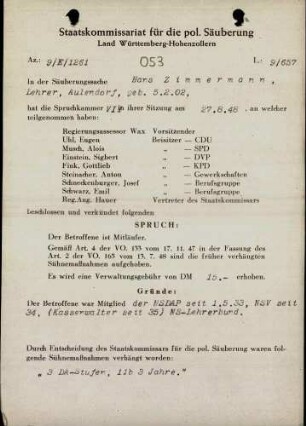 Staatskommissariat für die pol. Säuberung
Land Württemberg-Hohenzollern
Az.: 9/E/1261 053 L: 9/657
In der Säuberungssache Hans Zimmermann,
Lehrer, Aulendorf, geb. 5.2.02,
hat die Spruchkammer in ihrer Sitzung am 27.8.48, an welcher
teilgenommen haben:
Regierungsassessor Wax Vorsitzender
Uhl, Eugen Beisitzer — CDU
Musch, Alois „ — SPD
Einstein, Sigbert „ — DVP
Fink, Gottlieb „ — KPD
Steinacher, Anton „ — Gewerkschaften
Schneckenburger, Josef „ — Berufsgruppe
Schwarz, Emil „ — Berufsgruppe
Reg.Ang. Hauer Vertreter des Staatskommissars
beschlossen und verkündet folgenden
SPRUCH:
Der Betroffene ist Mitläufer.
Gemäß Art. 4 der VO. 133 vom 17. 11. 47 in der Fassung des
Art. 2 der VO. 165 vom 13. 7. 48 sind die früher verhängten
Sühnemaßnahmen aufgehoben.
Es wird eine Verwaltungsgebühr von DM 15.- erhoben.
Gründe:
Der Betroffene war Mitglied der NSDAP seit 1.5.33, NSV seit
34, (Kassenwalter seit 35) NS-Lehrerbund.
Durch Entscheidung des Staatskommissars für die pol. Säuberung waren fol-
gende Sühnemaßnahmen verhängt worden:
"3 DA-Stufen, 11b 3 Jahre."